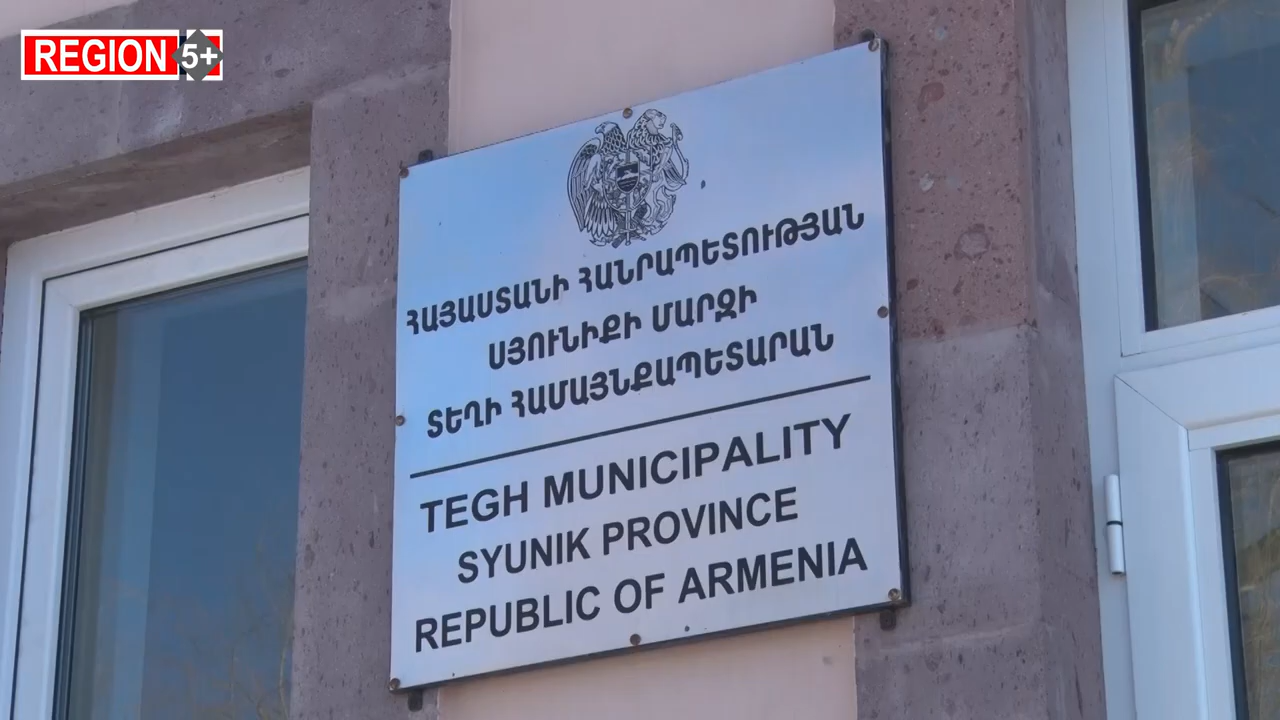 REGION 5+
ՀԱՅԱՍՏԱՆԻ ՀԱՆՐԱՊԵՏՈՒԹՅԱՆ
ՍՅՈՒՆԻՔԻ ՄԱՐԶԻ
ՏԵՂԻ ՀԱՄԱՅՆՔԱՊԵՏԱՐԱՆ
TEGH MUNICIPALITY
SYUNIK PROVINCE
REPUBLIC OF ARMENIA